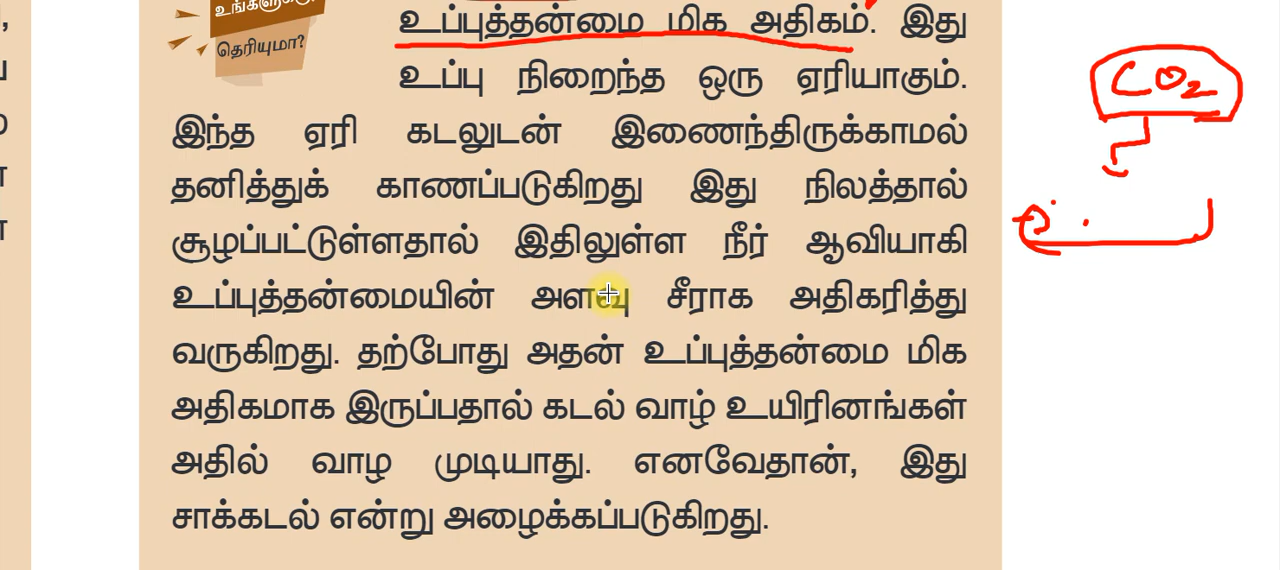 தெரியுமா?
உப்புத்தன்மை மிக அதிகம். இது
உப்பு நிறைந்த ஒரு ஏரியாகும்.
இந்த ஏரி கடலுடன் இணைந்திருக்காமல்
தனித்துக் காணப்படுகிறது இது நிலத்தால்
சூழப்பட்டுள்ளதால் இதிலுள்ள நீர் ஆவியாகி
உப்புத்தன்மையின் அளவு சீராக அதிகரித்து
வருகிறது. தற்போது அதன் உப்புத்தன்மை மிக
அதிகமாக இருப்பதால் கடல் வாழ் உயிரினங்கள்
அதில் வாழ முடியாது. எனவேதான், இது
சாக்கடல் என்று அழைக்கப்படுகிறது.
CO2